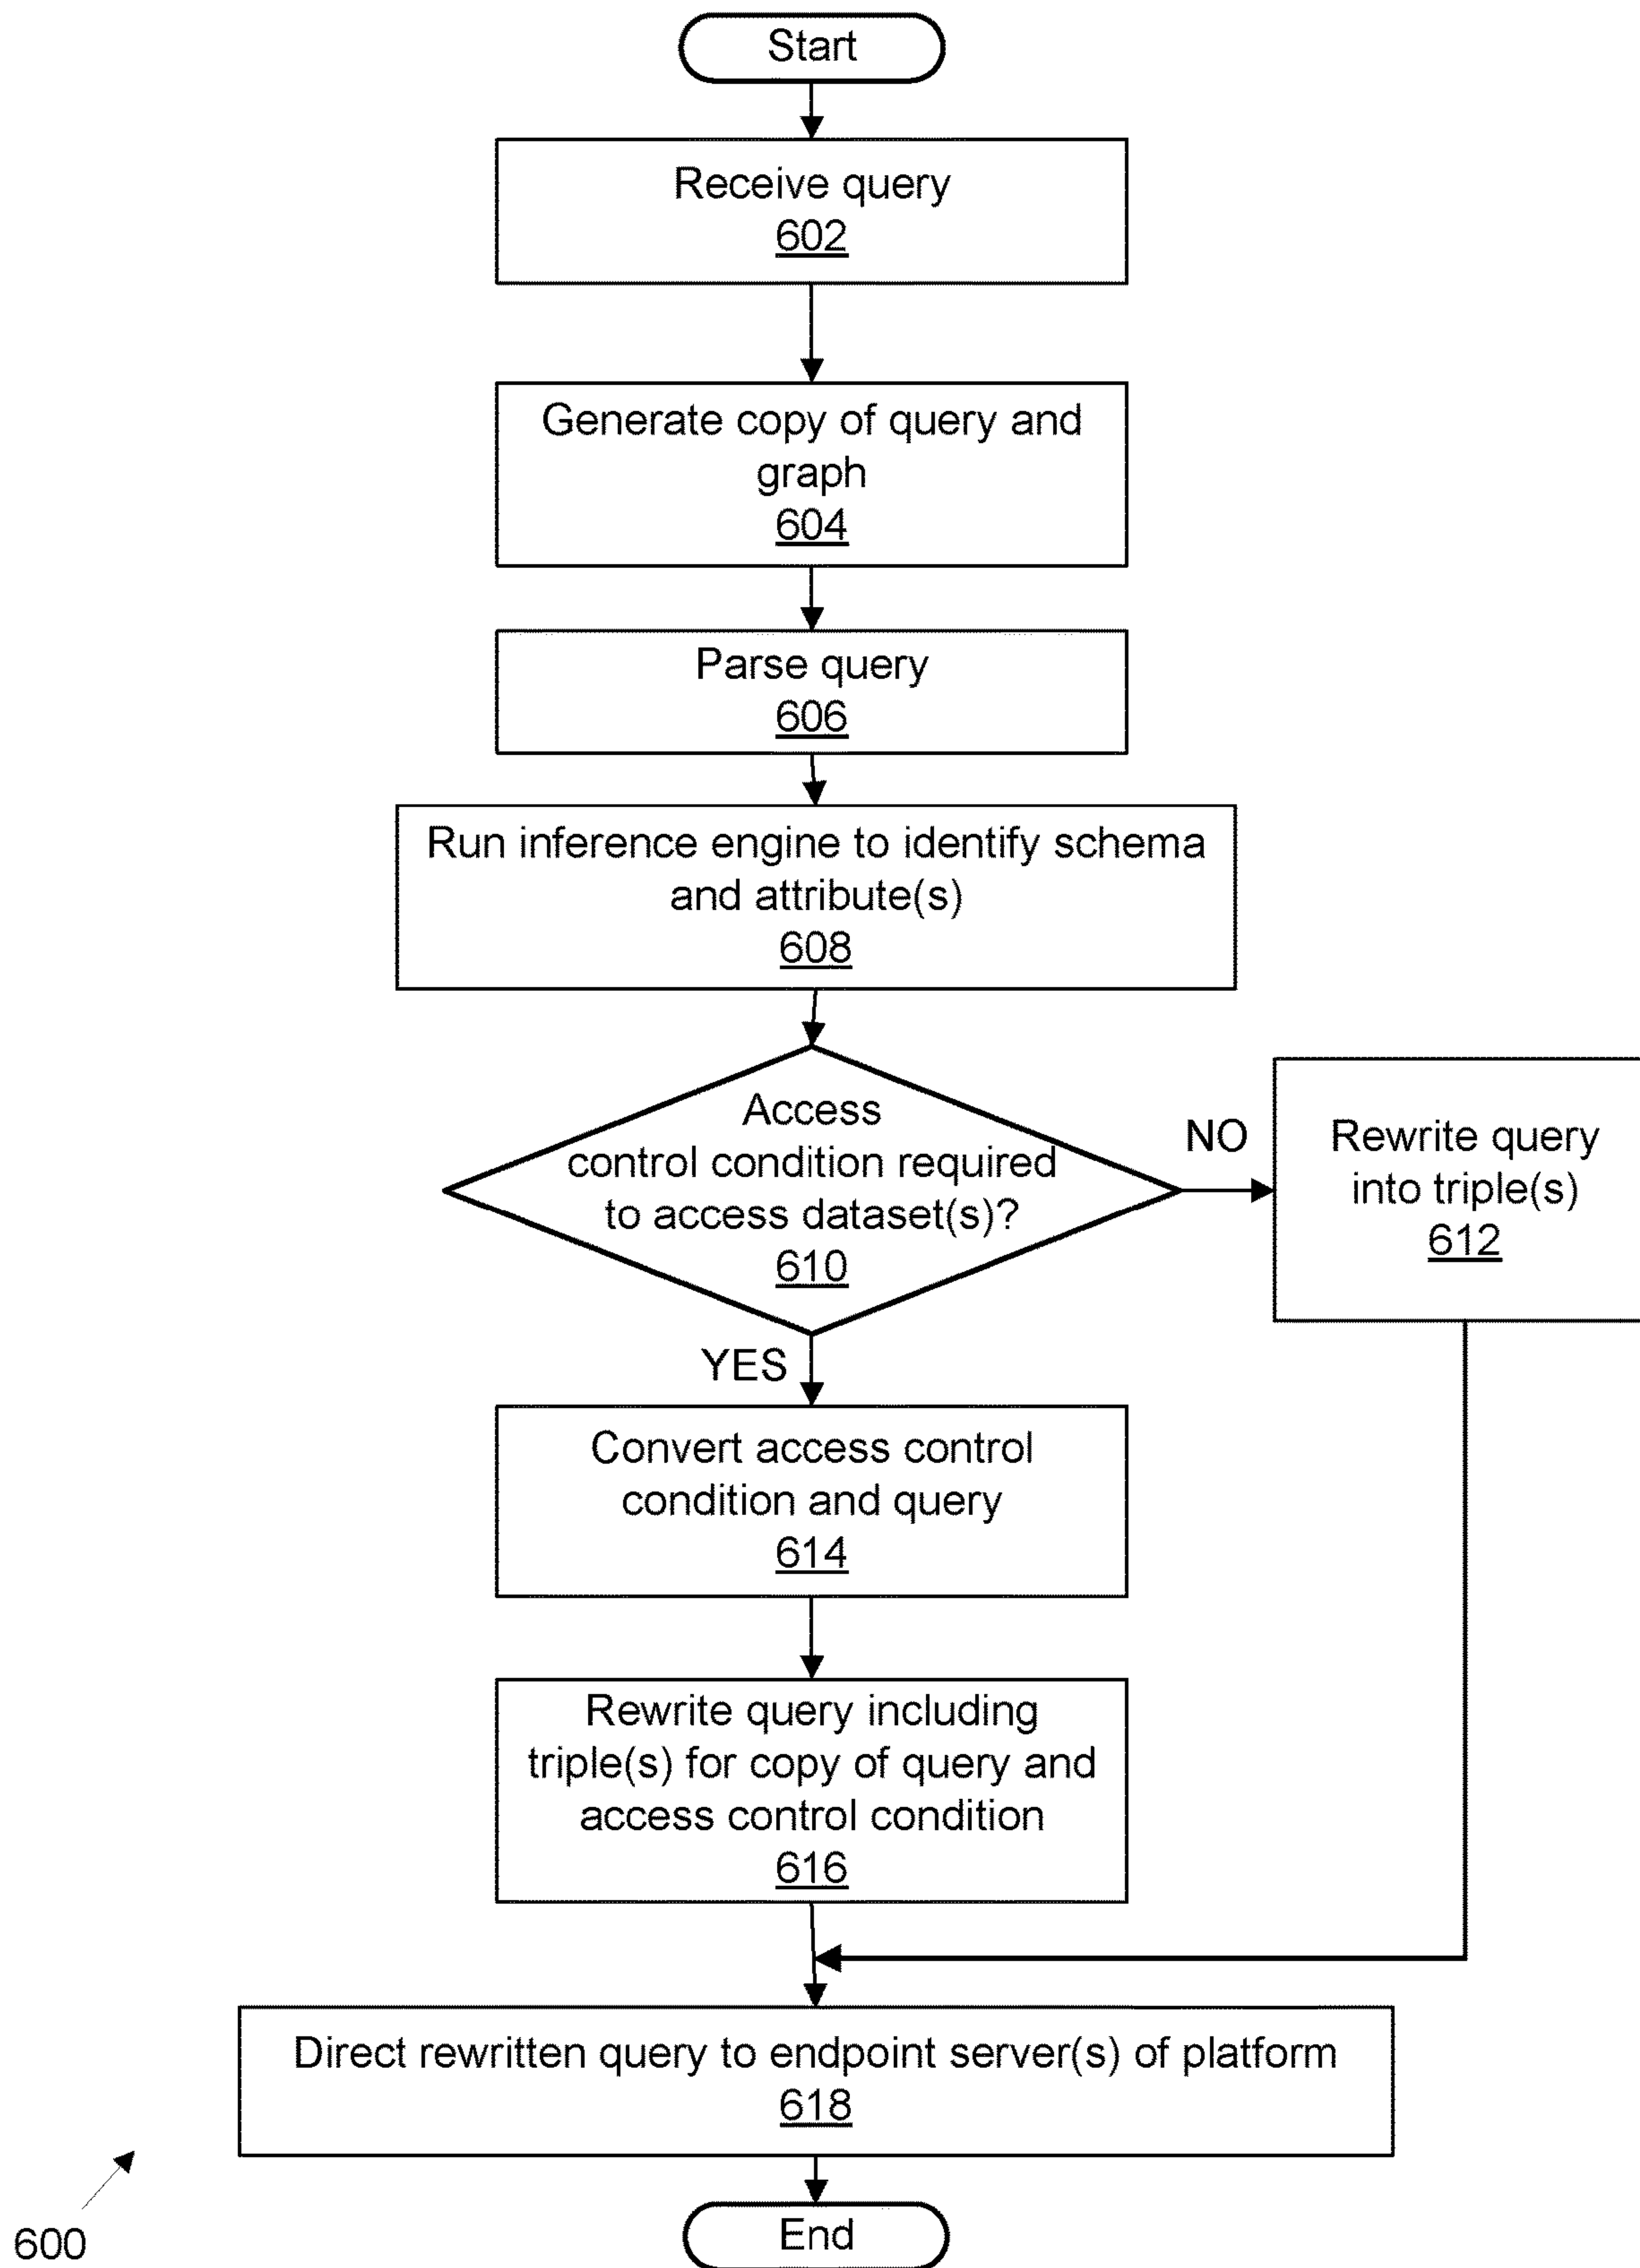 Start
Receive query
602
Generate copy of query and
graph
604
Parse query
606
Run inference engine to identify schema
and attribute(s)
608
Access
control condition required
to access dataset(s)?
610
NO
Rewrite query
into triple(s)
612
YES
Convert access control
condition and query
614
Rewrite query including
triple(s) for copy of query and
access control condition
616
Direct rewritten query to endpoint server(s) of platform
618
End
600